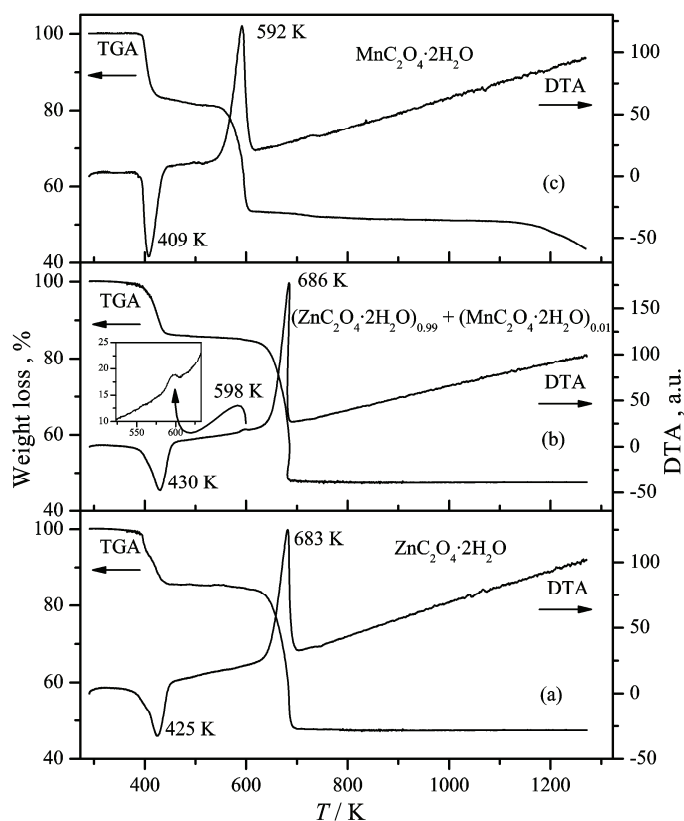 592 K
MnC₂O₄·2H₂O
TGA
DTA
(c)
409 K
100
80
60
40
100
50
0
-50
686 K
(ZnC₂O₄·2H₂O)₀.₉₉ + (MnC₂O₄·2H₂O)₀.₀₁
TGA
DTA
598 K
(b)
430 K
25
20
15
10
550
600
100
80
60
40
150
100
50
0
-50
683 K
ZnC₂O₄·2H₂O
TGA
DTA
(a)
425 K
100
80
60
40
100
50
0
-50
Weight loss , %
DTA , a.u.
400
600
800
1000
1200
T / K